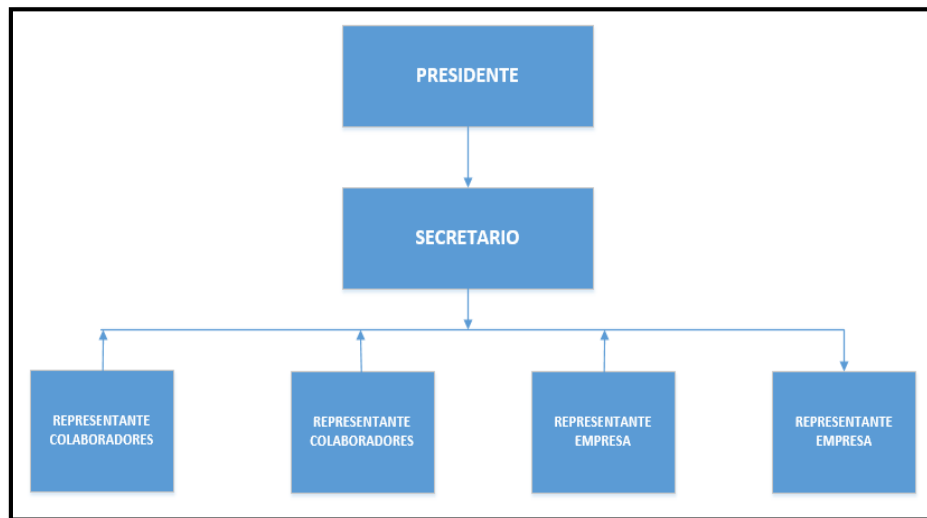 PRESIDENTE
SECRETARIO
REPRESENTANTE
COLABORADORES
REPRESENTANTE
COLABORADORES
REPRESENTANTE
EMPRESA
REPRESENTANTE
EMPRESA